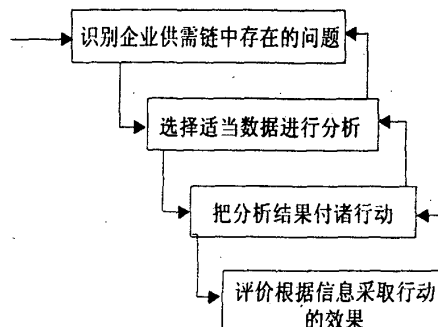 识别企业供需链中存在的问题
选择适当数据进行分析
把分析结果付诸行动
评价根据信息采取行动
的效果